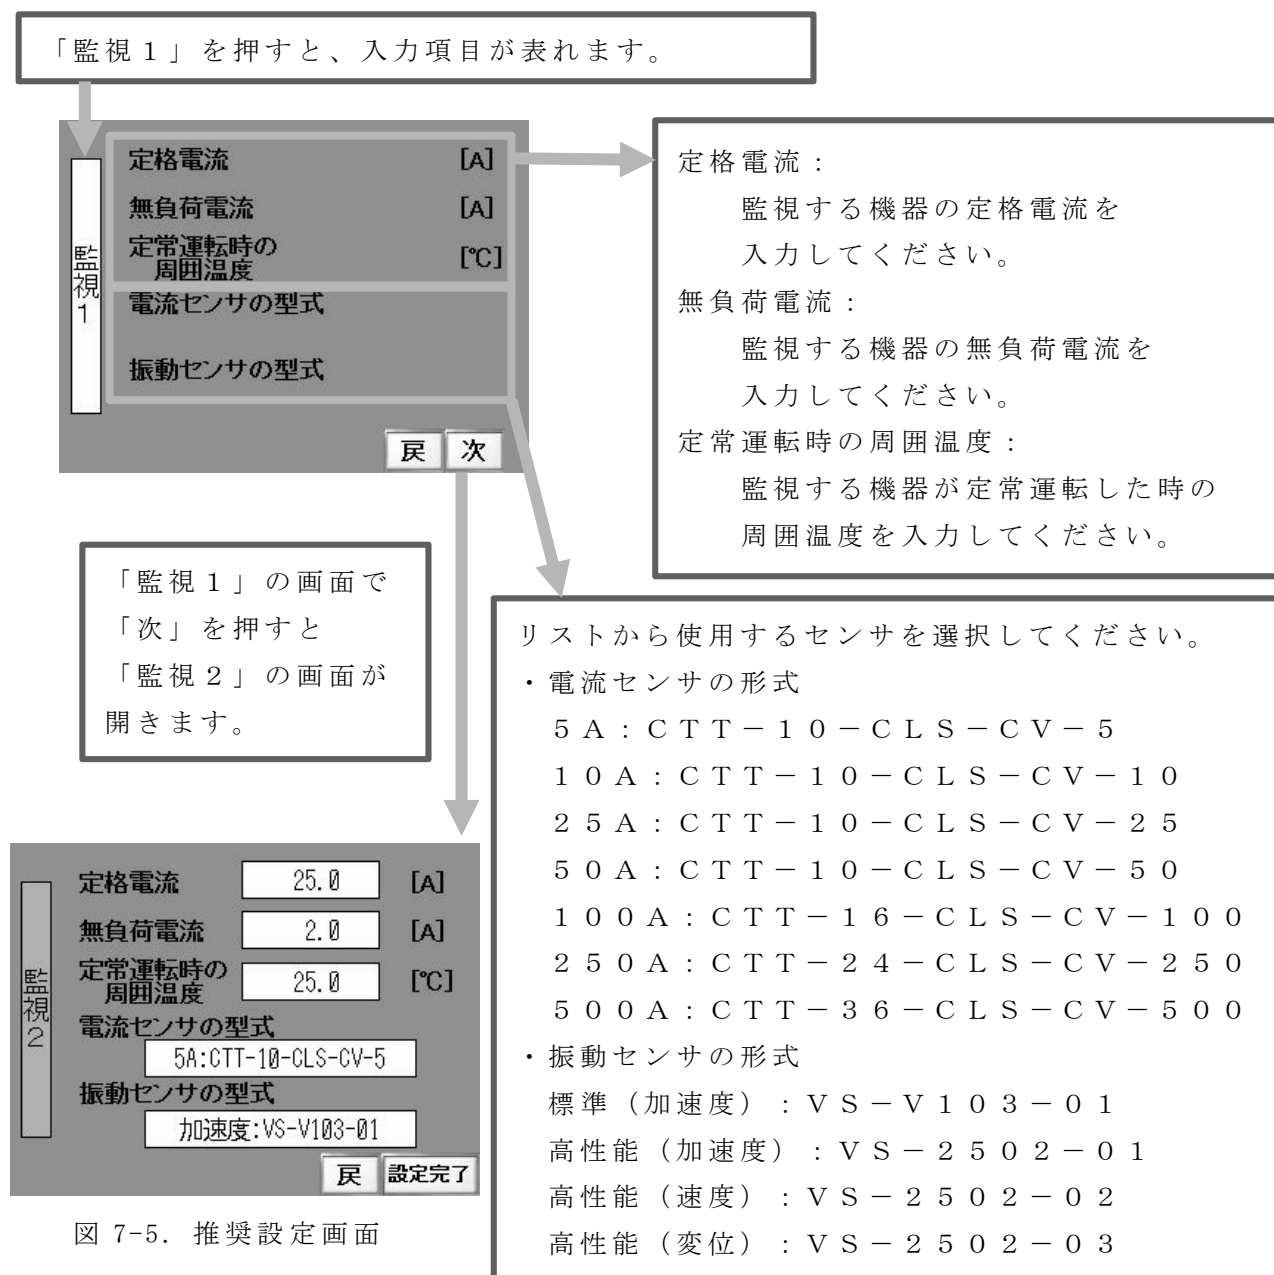 「監視１」を押すと、入力項目が表れます。
監視1
定格電流 [A]
無負荷電流 [A]
定常運転時の
周囲温度 [℃]
電流センサの型式
振動センサの型式
戻 次
定格電流：
監視する機器の定格電流を
入力してください。
無負荷電流：
監視する機器の無負荷電流を
入力してください。
定常運転時の周囲温度：
監視する機器が定常運転した時の
周囲温度を入力してください。
「監視１」の画面で
「次」を押すと
「監視２」の画面が
開きます。
リストから使用するセンサを選択してください。
・電流センサの形式
５Ａ：ＣＴＴ－１０－ＣＬＳ－ＣＶ－５
１０Ａ：ＣＴＴ－１０－ＣＬＳ－ＣＶ－１０
２５Ａ：ＣＴＴ－１０－ＣＬＳ－ＣＶ－２５
５０Ａ：ＣＴＴ－１０－ＣＬＳ－ＣＶ－５０
１００Ａ：ＣＴＴ－１６－ＣＬＳ－ＣＶ－１００
２５０Ａ：ＣＴＴ－２４－ＣＬＳ－ＣＶ－２５０
５００Ａ：ＣＴＴ－３６－ＣＬＳ－ＣＶ－５００
・振動センサの形式
標準（加速度）：ＶＳ－Ｖ１０３－０１
高性能（加速度）：ＶＳ－２５０２－０１
高性能（速度）：ＶＳ－２５０２－０２
高性能（変位）：ＶＳ－２５０２－０３
監視2
定格電流 25.0 [A]
無負荷電流 2.0 [A]
定常運転時の
周囲温度 25.0 [℃]
電流センサの型式
5A:CTT-10-CLS-CV-5
振動センサの型式
加速度:VS-V103-01
戻 設定完了
図 7-5. 推奨設定画面